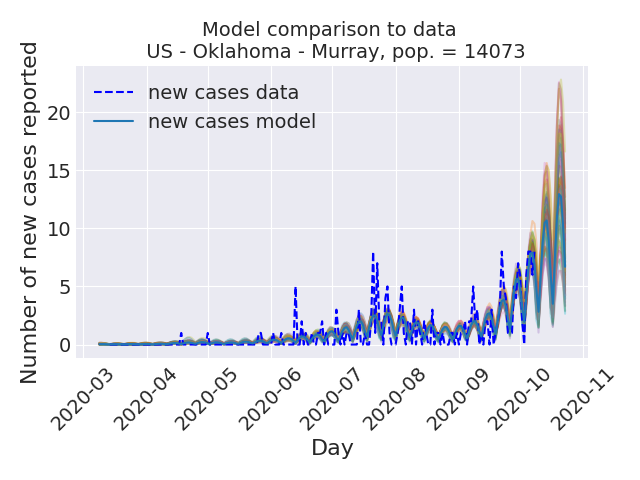 Model comparison to data
US - Oklahoma - Murray, pop. = 14073
Number of new cases reported
20
15
10
5
0
new cases data
new cases model
2020-03
2020-04
2020-05
2020-06
2020-07
2020-08
2020-09
2020-10
2020-11
Day